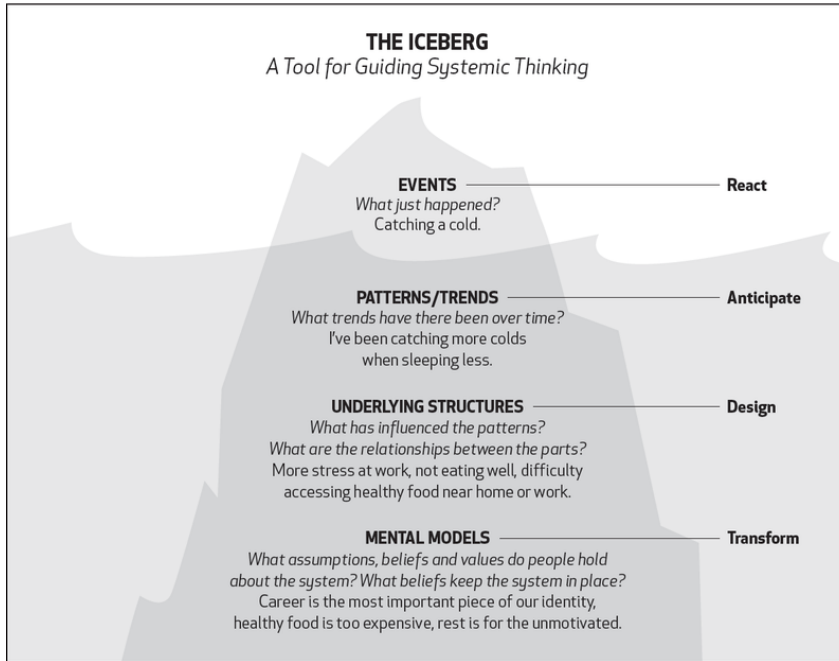 THE ICEBERG
A Tool for Guiding Systemic Thinking
EVENTS React
What just happened?
Catching a cold.
PATTERNS/TRENDS Anticipate
What trends have there been over time?
I've been catching more colds
when sleeping less.
UNDERLYING STRUCTURES Design
What has influenced the patterns?
What are the relationships between the parts?
More stress at work, not eating well, difficulty
accessing healthy food near home or work.
MENTAL MODELS Transform
What assumptions, beliefs and values do people hold
about the system? What beliefs keep the system in place?
Career is the most important piece of our identity,
healthy food is too expensive, rest is for the unmotivated.